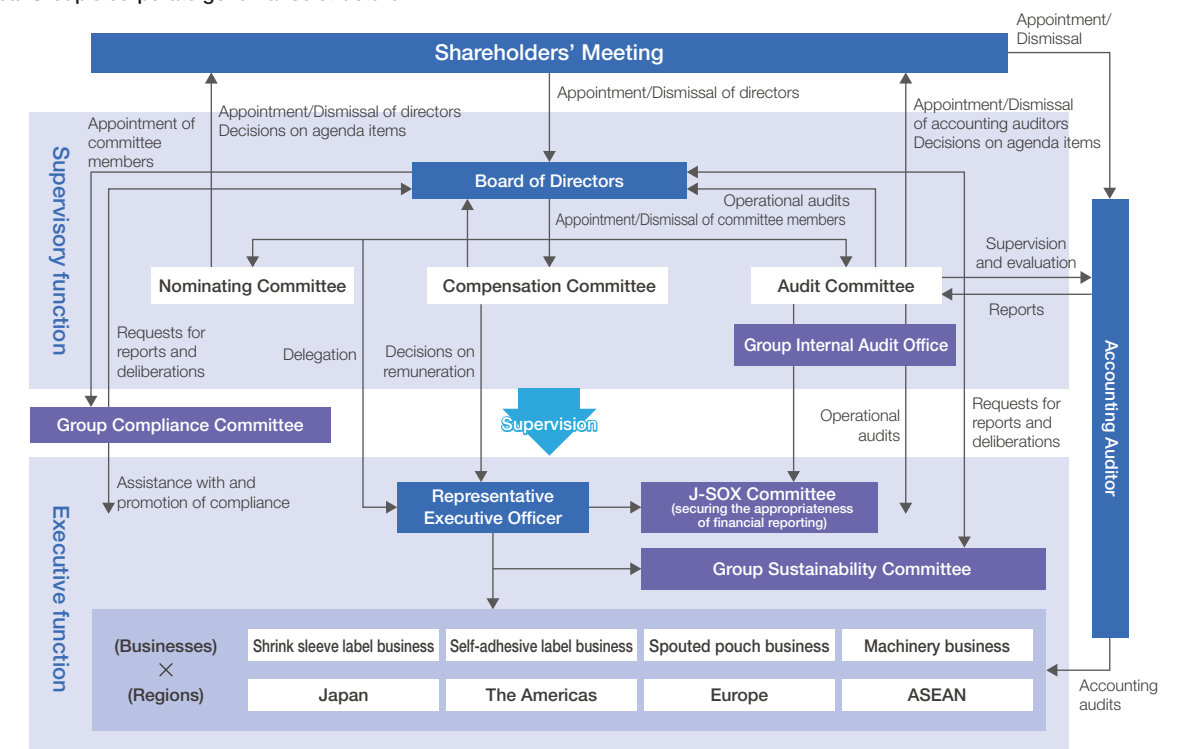 Appointment/
Dismissal
Shareholders' Meeting
Appointment/Dismissal of directors
Decisions on agenda items
Appointment/Dismissal of directors
Appointment/Dismissal
of accounting auditors
Decisions on agenda items
Appointment of
committee
members
Supervisory function
Board of Directors
Operational audits
Appointment/Dismissal of committee members
Supervision
and evaluation
Nominating Committee
Compensation Committee
Audit Committee
Reports
Requests for
reports and
deliberations
Delegation
Decisions on
remuneration
Group Internal Audit Office
Accounting Auditor
Group Compliance Committee
Supervision
Operational
audits
Requests for
reports and
deliberations
Assistance with and
promotion of compliance
Executive function
Representative
Executive Officer
J-SOX Committee
(securing the appropriateness
of financial reporting)
Group Sustainability Committee
(Businesses)
×
(Regions)
Shrink sleeve label business
Self-adhesive label business
Spouted pouch business
Machinery business
Japan
The Americas
Europe
ASEAN
Accounting
audits